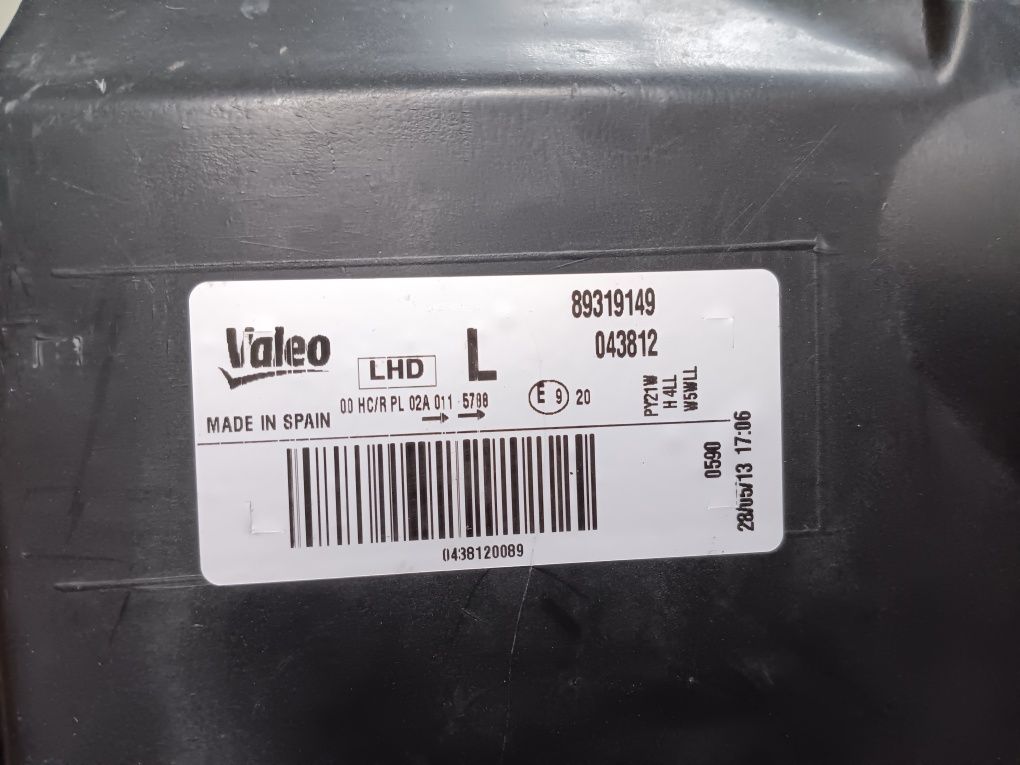 Valeo
LHD
L
89319149
043812
00 HC/R PL 02A 011 5788
E 9 20
PY21W
H4LL
W5WLL
MADE IN SPAIN
0590
28/05/13 17:06
0438120089